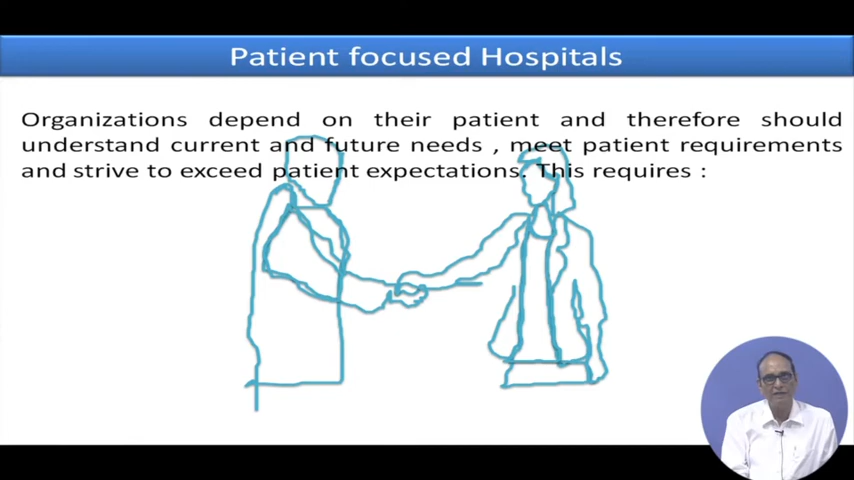 Patient focused Hospitals
Organizations depend on their patient and therefore should
understand current and future needs , meet patient requirements
and strive to exceed patient expectations. This requires :